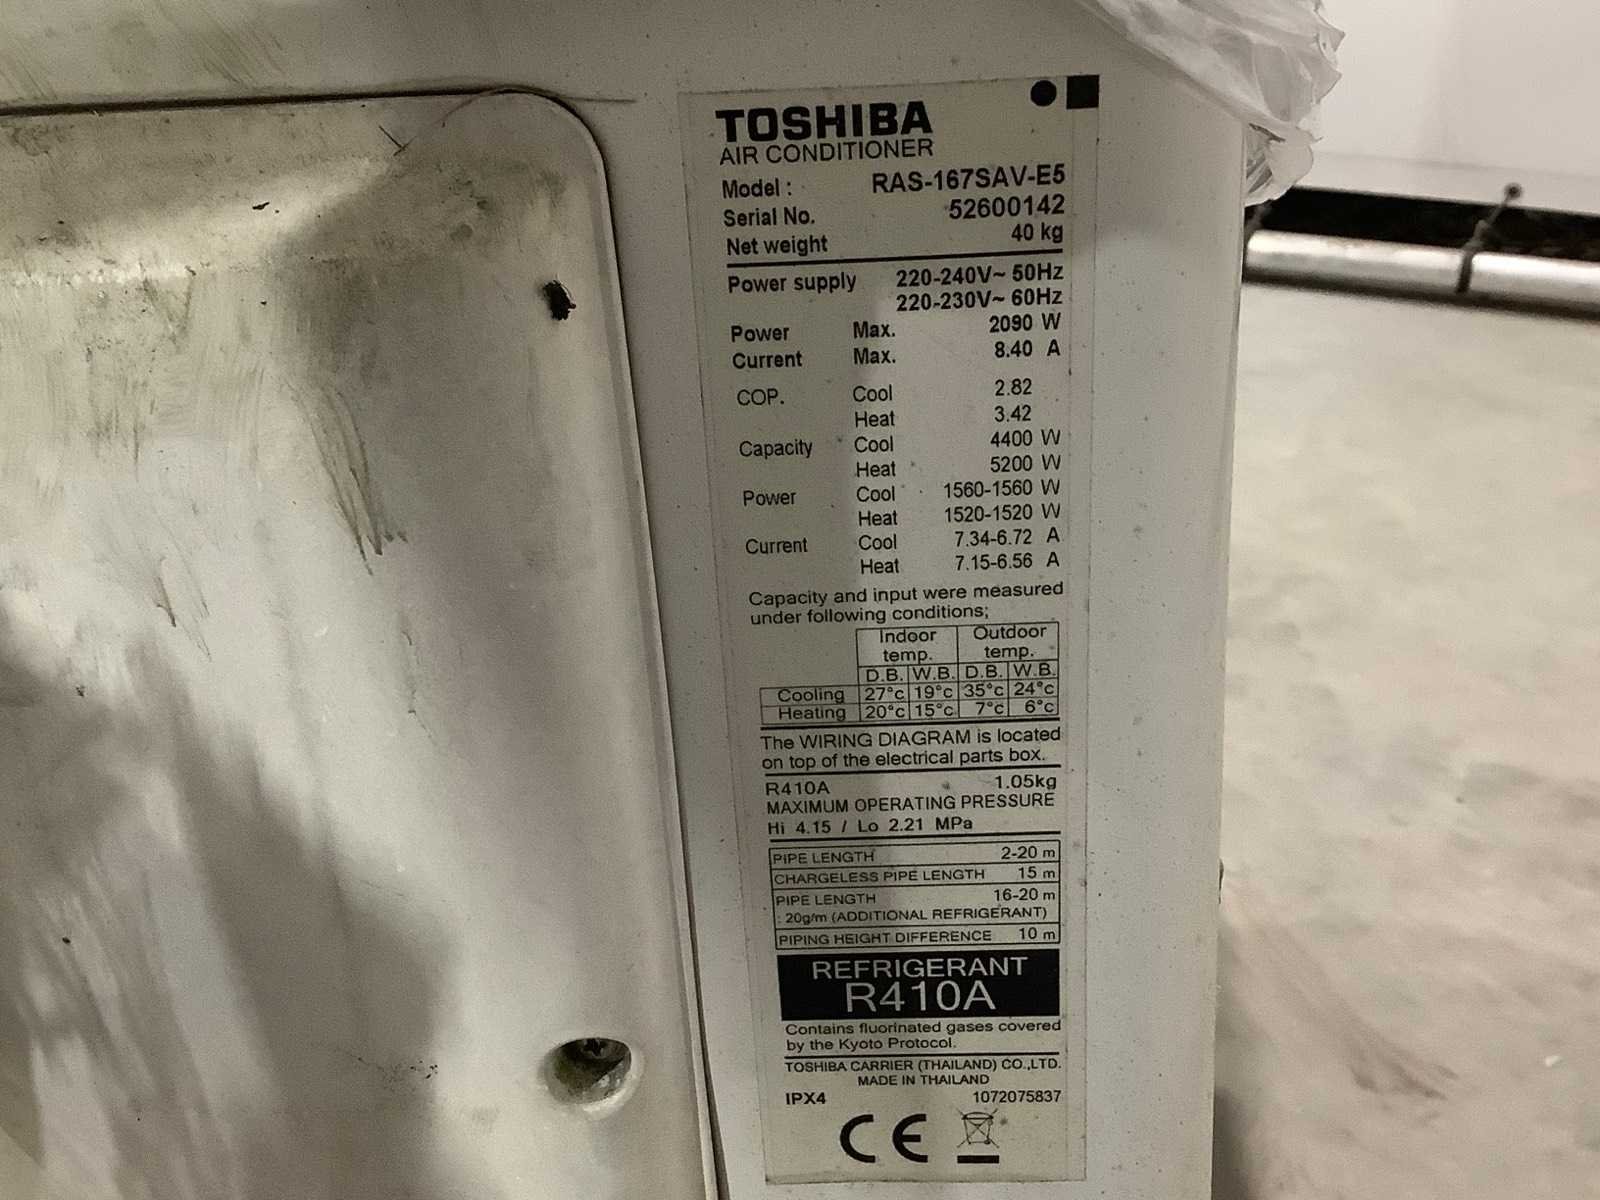 TOSHIBA
AIR CONDITIONER
Model : RAS-167SAV-E5
Serial No. 52600142
Net weight 40 kg
Power supply 220-240V~ 50Hz
220-230V~ 60Hz
Power Max. 2090 W
Current Max. 8.40 A
COP. Cool 2.82
Heat 3.42
Capacity Cool 4400 W
Heat 5200 W
Power Cool 1560-1560 W
Heat 1520-1520 W
Current Cool 7.34-6.72 A
Heat 7.15-6.56 A
Capacity and input were measured
under following conditions;
Indoor temp. Outdoor temp.
D.B. W.B. D.B. W.B.
Cooling 27°c 19°c 35°c 24°c
Heating 20°c 15°c 7°c 6°c
The WIRING DIAGRAM is located
on top of the electrical parts box.
R410A 1.05kg
MAXIMUM OPERATING PRESSURE
Hi 4.15 / Lo 2.21 MPa
PIPE LENGTH 2-20 m
CHARGELESS PIPE LENGTH 15 m
PIPE LENGTH 16-20 m
: 20g/m (ADDITIONAL REFRIGERANT)
PIPING HEIGHT DIFFERENCE 10 m
REFRIGERANT
R410A
Contains fluorinated gases covered
by the Kyoto Protocol.
TOSHIBA CARRIER (THAILAND) CO.,LTD.
MADE IN THAILAND
IPX4 1072075837
CE